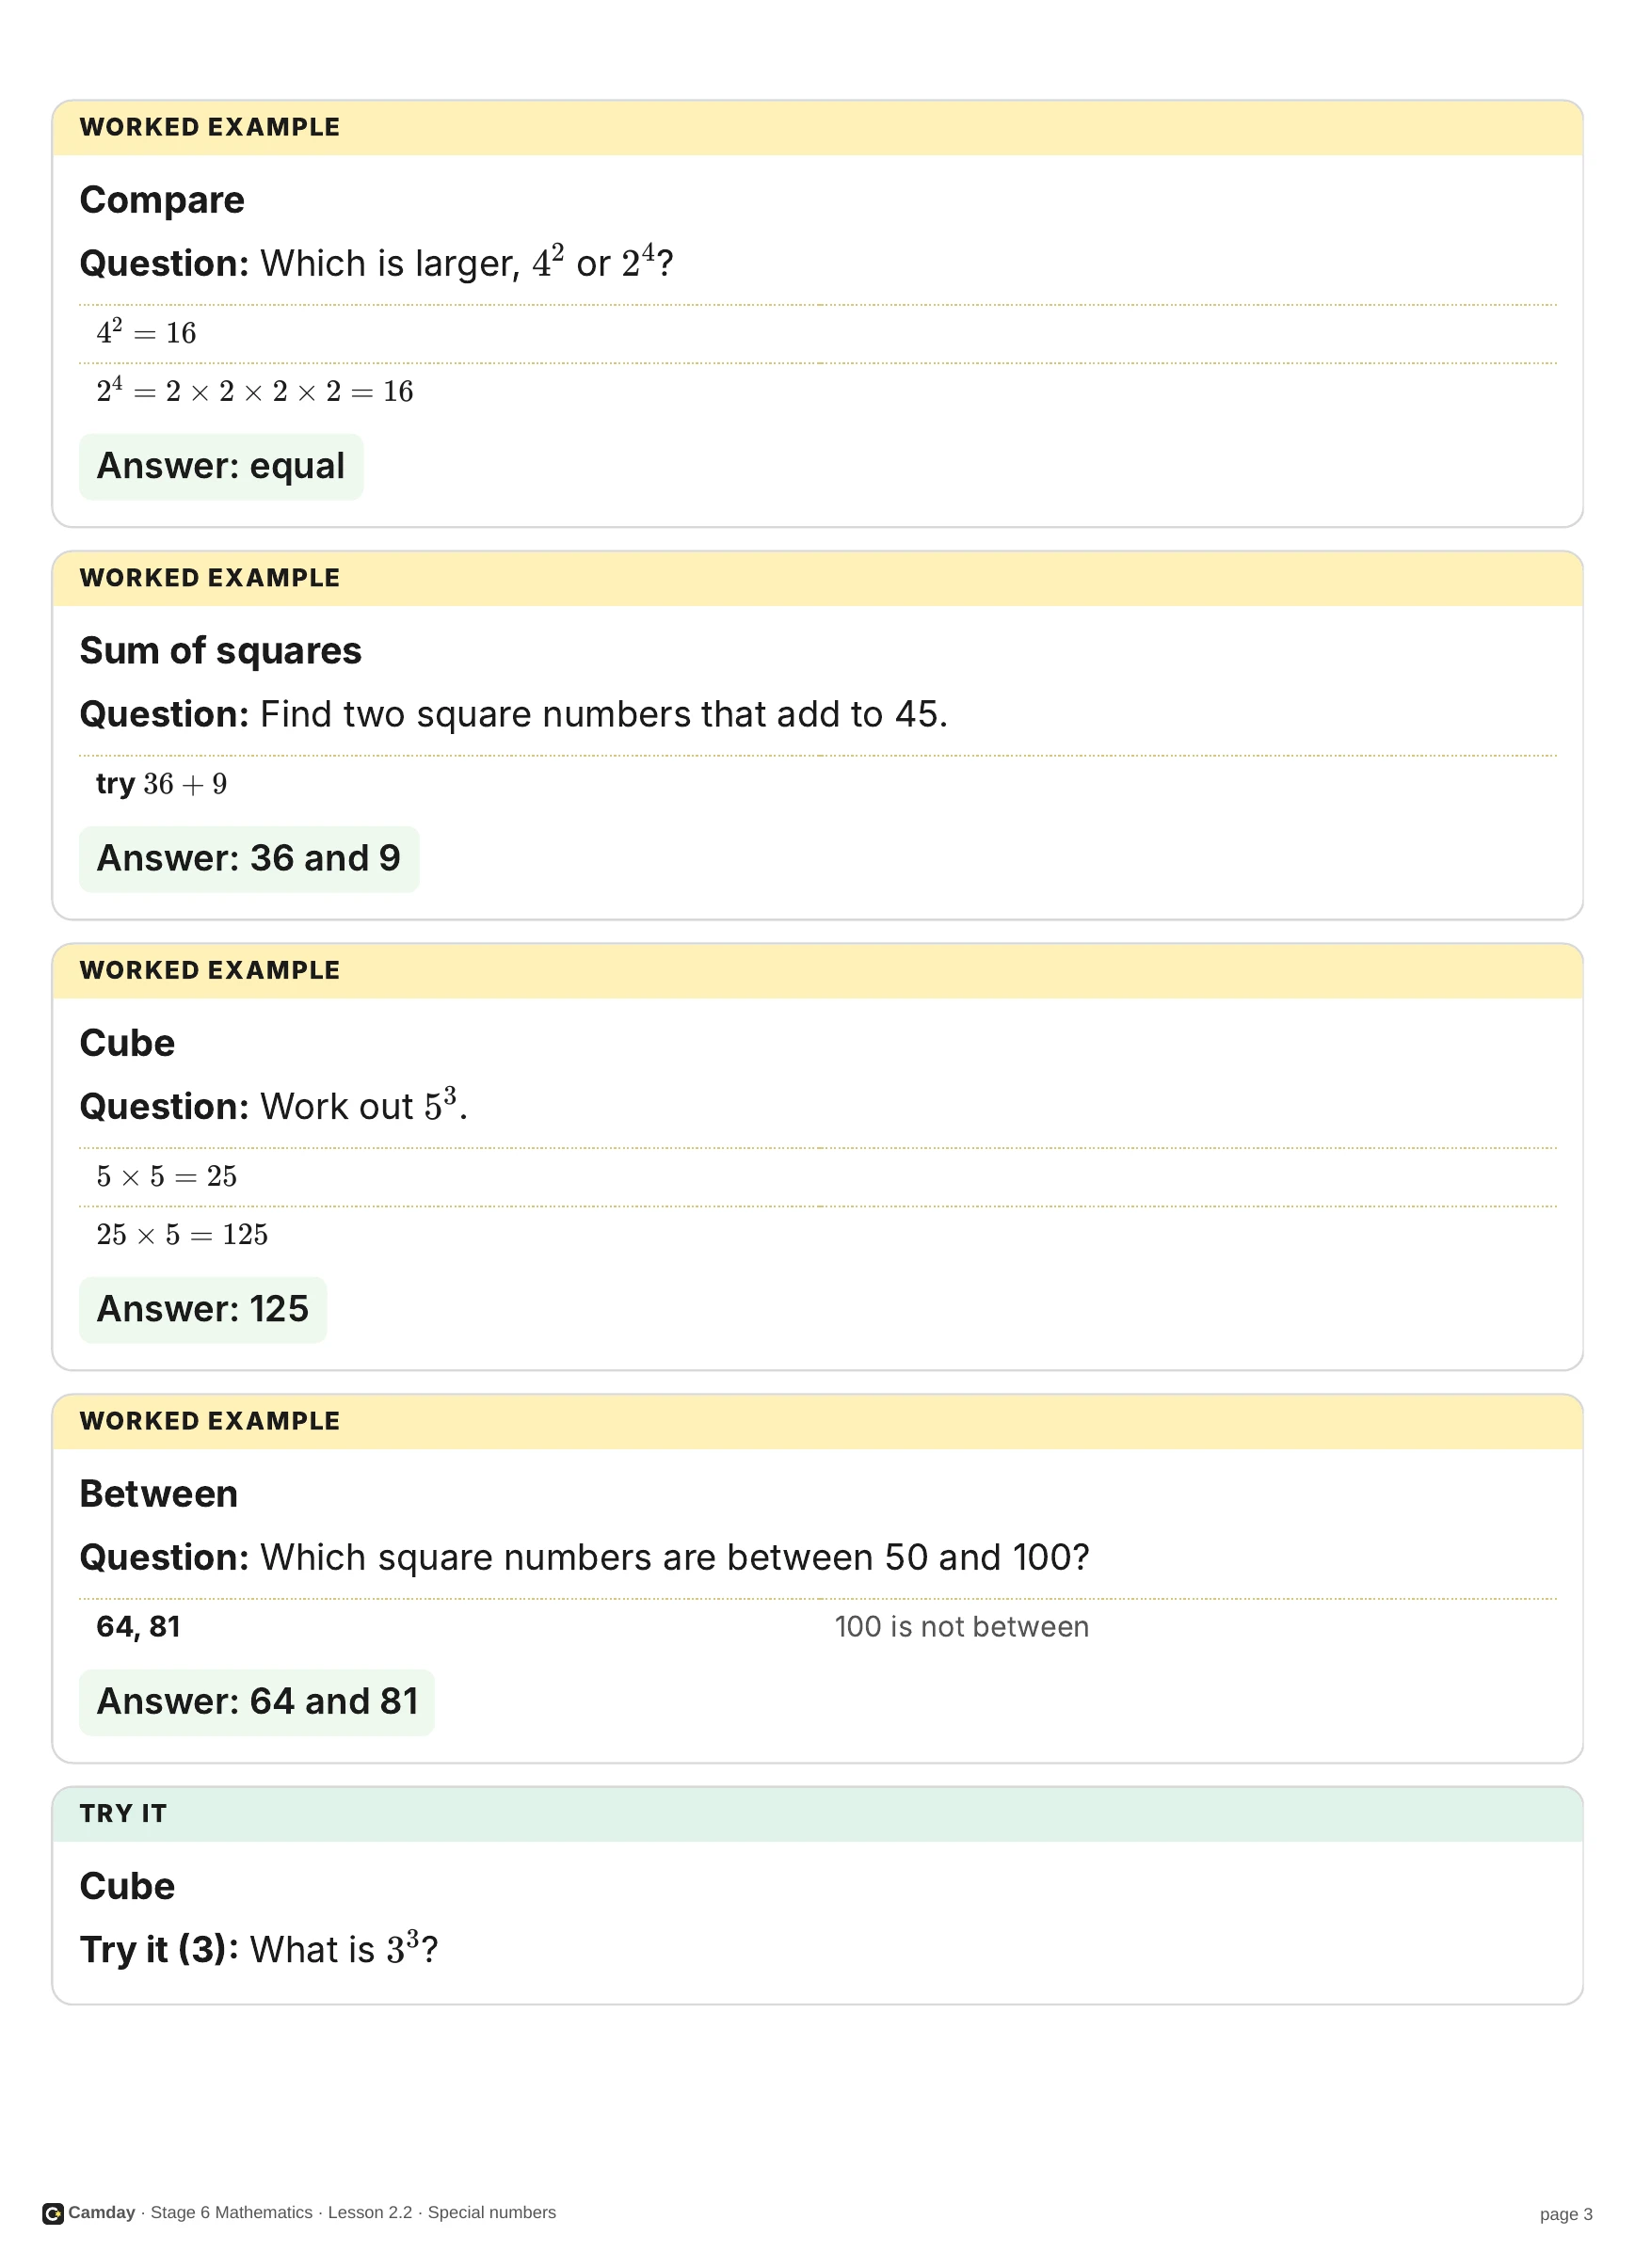 WORKED EXAMPLE
Compare
Question: Which is larger, 4² or 2⁴?
4² = 16
2⁴ = 2 × 2 × 2 × 2 = 16
Answer: equal
WORKED EXAMPLE
Sum of squares
Question: Find two square numbers that add to 45.
try 36 + 9
Answer: 36 and 9
WORKED EXAMPLE
Cube
Question: Work out 5³.
5 × 5 = 25
25 × 5 = 125
Answer: 125
WORKED EXAMPLE
Between
Question: Which square numbers are between 50 and 100?
64, 81 100 is not between
Answer: 64 and 81
TRY IT
Cube
Try it (3): What is 3³?
Camday · Stage 6 Mathematics · Lesson 2.2 · Special numbers page 3